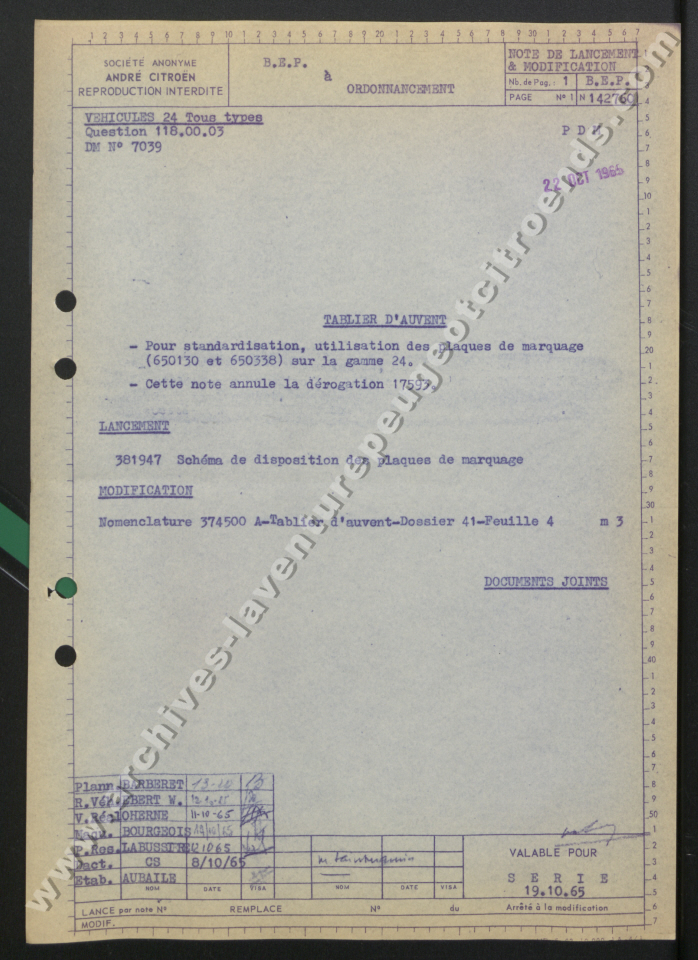 SOCIÉTÉ ANONYME
ANDRÉ CITROËN
REPRODUCTION INTERDITE
B.E.P.
à
ORDONNANCEMENT
NOTE DE LANCEMENT
& MODIFICATION
Nb. de Pag. : 1 B.E.P.
PAGE N° 1 N 142760
VEHICULES 24 Tous types
Question 118.00.03
DM N° 7039
22 OCT 1965
TABLIER D'AUVENT
- Pour standardisation, utilisation des plaques de marquage
(650130 et 650338) sur la gamme 24.
- Cette note annule la dérogation 17593.
LANCEMENT
381947 Schéma de disposition des plaques de marquage
MODIFICATION
Nomenclature 374500 A-Tablier d'auvent-Dossier 41-Feuille 4 m 3
DOCUMENTS JOINTS
Plann. BARBERET 13-10
R.Vér. EBERT W.
V.Récl OHERNE 11-10-65
BOURGEOIS
P.Res. LABUSSIERE
Dact. CS 8/10/65
Etab. AUBAILE
NOM DATE VISA NOM DATE VISA
VALABLE POUR
S E R I E
19.10.65
LANCE par note N° REMPLACE N° du Arrêté à la modification
MODIF.
www.archives-laventurepeugeotcitroends.com